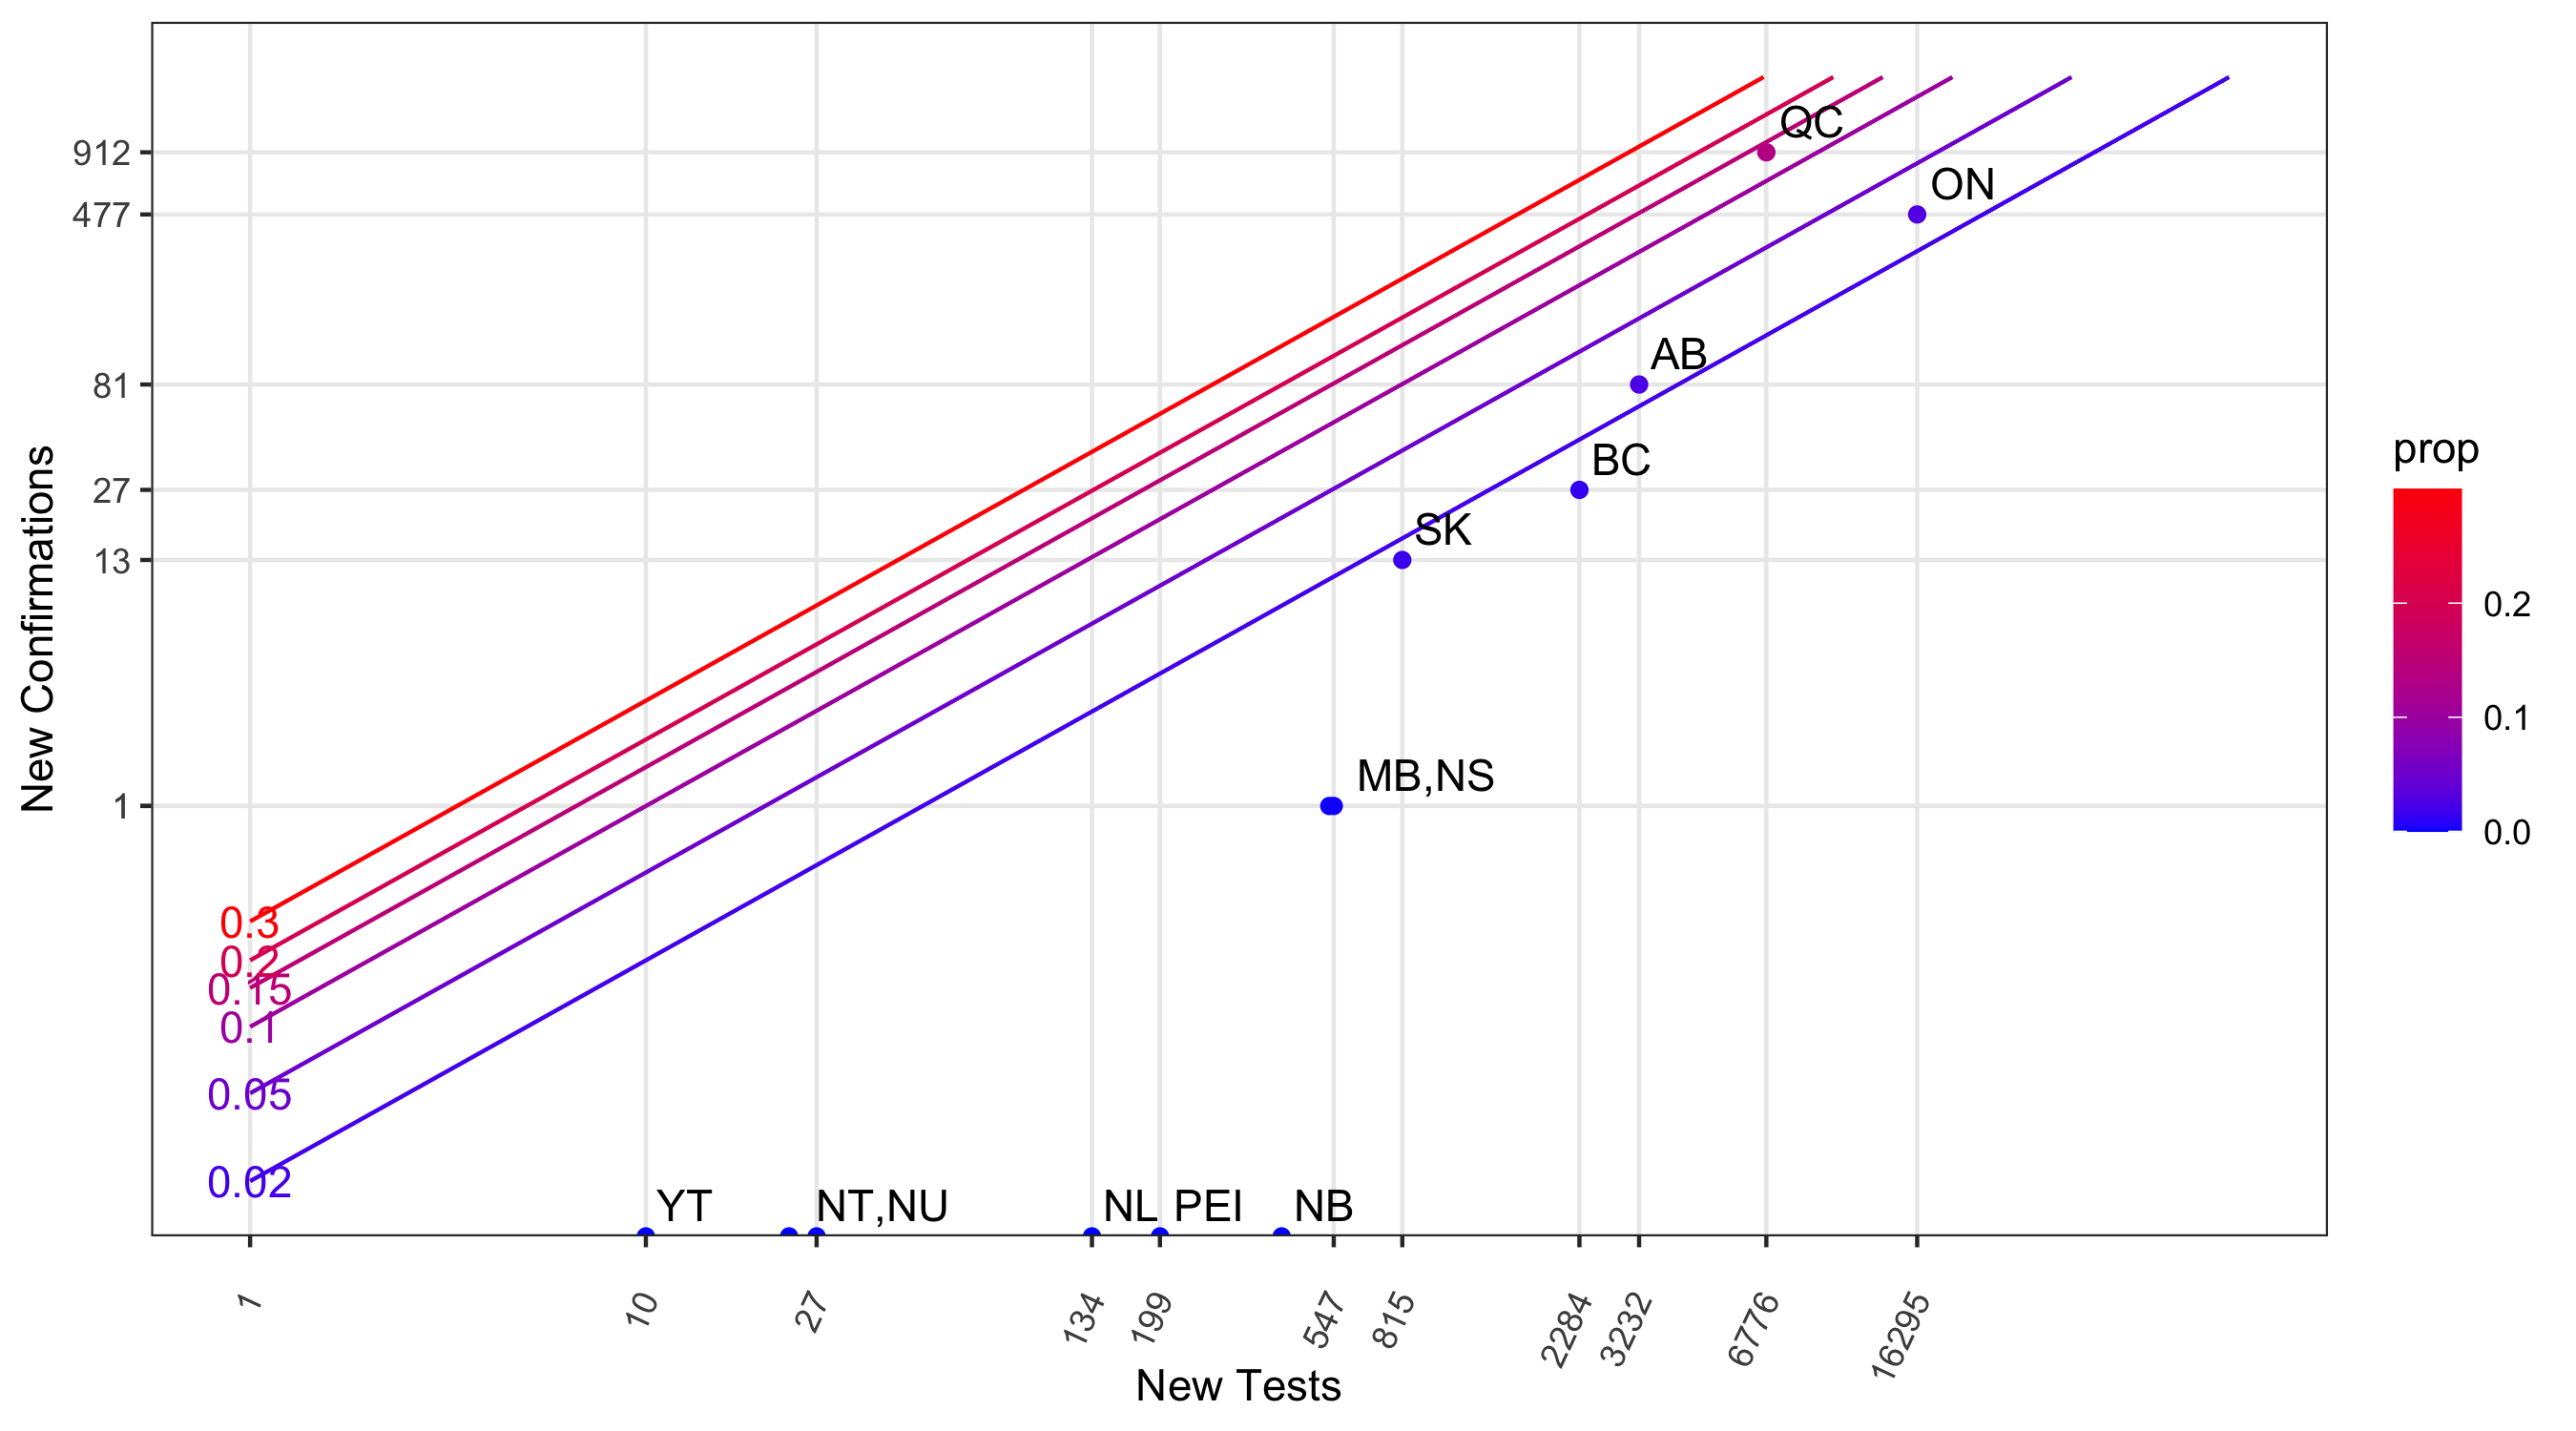 QC
912
ON
477
AB
81
BC
27
SK
13
MB,NS
1
New Confirmations
prop
0.2
0.1
0.0
0.3
0.2
0.15
0.1
0.05
0.02
YT NT,NU NL PEI NB
1 10 27 134 199 547 815 2284 3232 6776 16295
New Tests